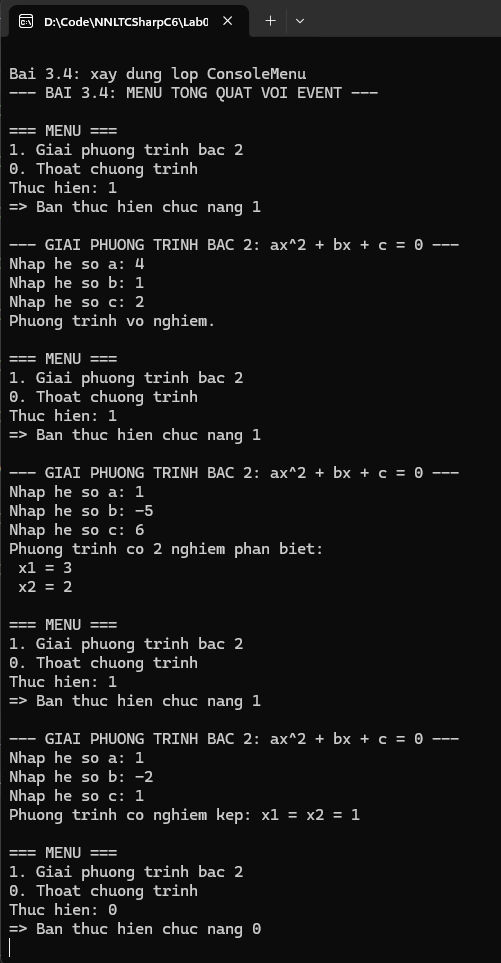 D:\Code\NNLTCSharpC6\Lab0
Bai 3.4: xay dung lop ConsoleMenu
--- BAI 3.4: MENU TONG QUAT VOI EVENT ---
=== MENU ===
1. Giai phuong trinh bac 2
0. Thoat chuong trinh
Thuc hien: 1
=> Ban thuc hien chuc nang 1
--- GIAI PHUONG TRINH BAC 2: ax^2 + bx + c = 0 ---
Nhap he so a: 4
Nhap he so b: 1
Nhap he so c: 2
Phuong trinh vo nghiem.
=== MENU ===
1. Giai phuong trinh bac 2
0. Thoat chuong trinh
Thuc hien: 1
=> Ban thuc hien chuc nang 1
--- GIAI PHUONG TRINH BAC 2: ax^2 + bx + c = 0 ---
Nhap he so a: 1
Nhap he so b: -5
Nhap he so c: 6
Phuong trinh co 2 nghiem phan biet:
x1 = 3
x2 = 2
=== MENU ===
1. Giai phuong trinh bac 2
0. Thoat chuong trinh
Thuc hien: 1
=> Ban thuc hien chuc nang 1
--- GIAI PHUONG TRINH BAC 2: ax^2 + bx + c = 0 ---
Nhap he so a: 1
Nhap he so b: -2
Nhap he so c: 1
Phuong trinh co nghiem kep: x1 = x2 = 1
=== MENU ===
1. Giai phuong trinh bac 2
0. Thoat chuong trinh
Thuc hien: 0
=> Ban thuc hien chuc nang 0